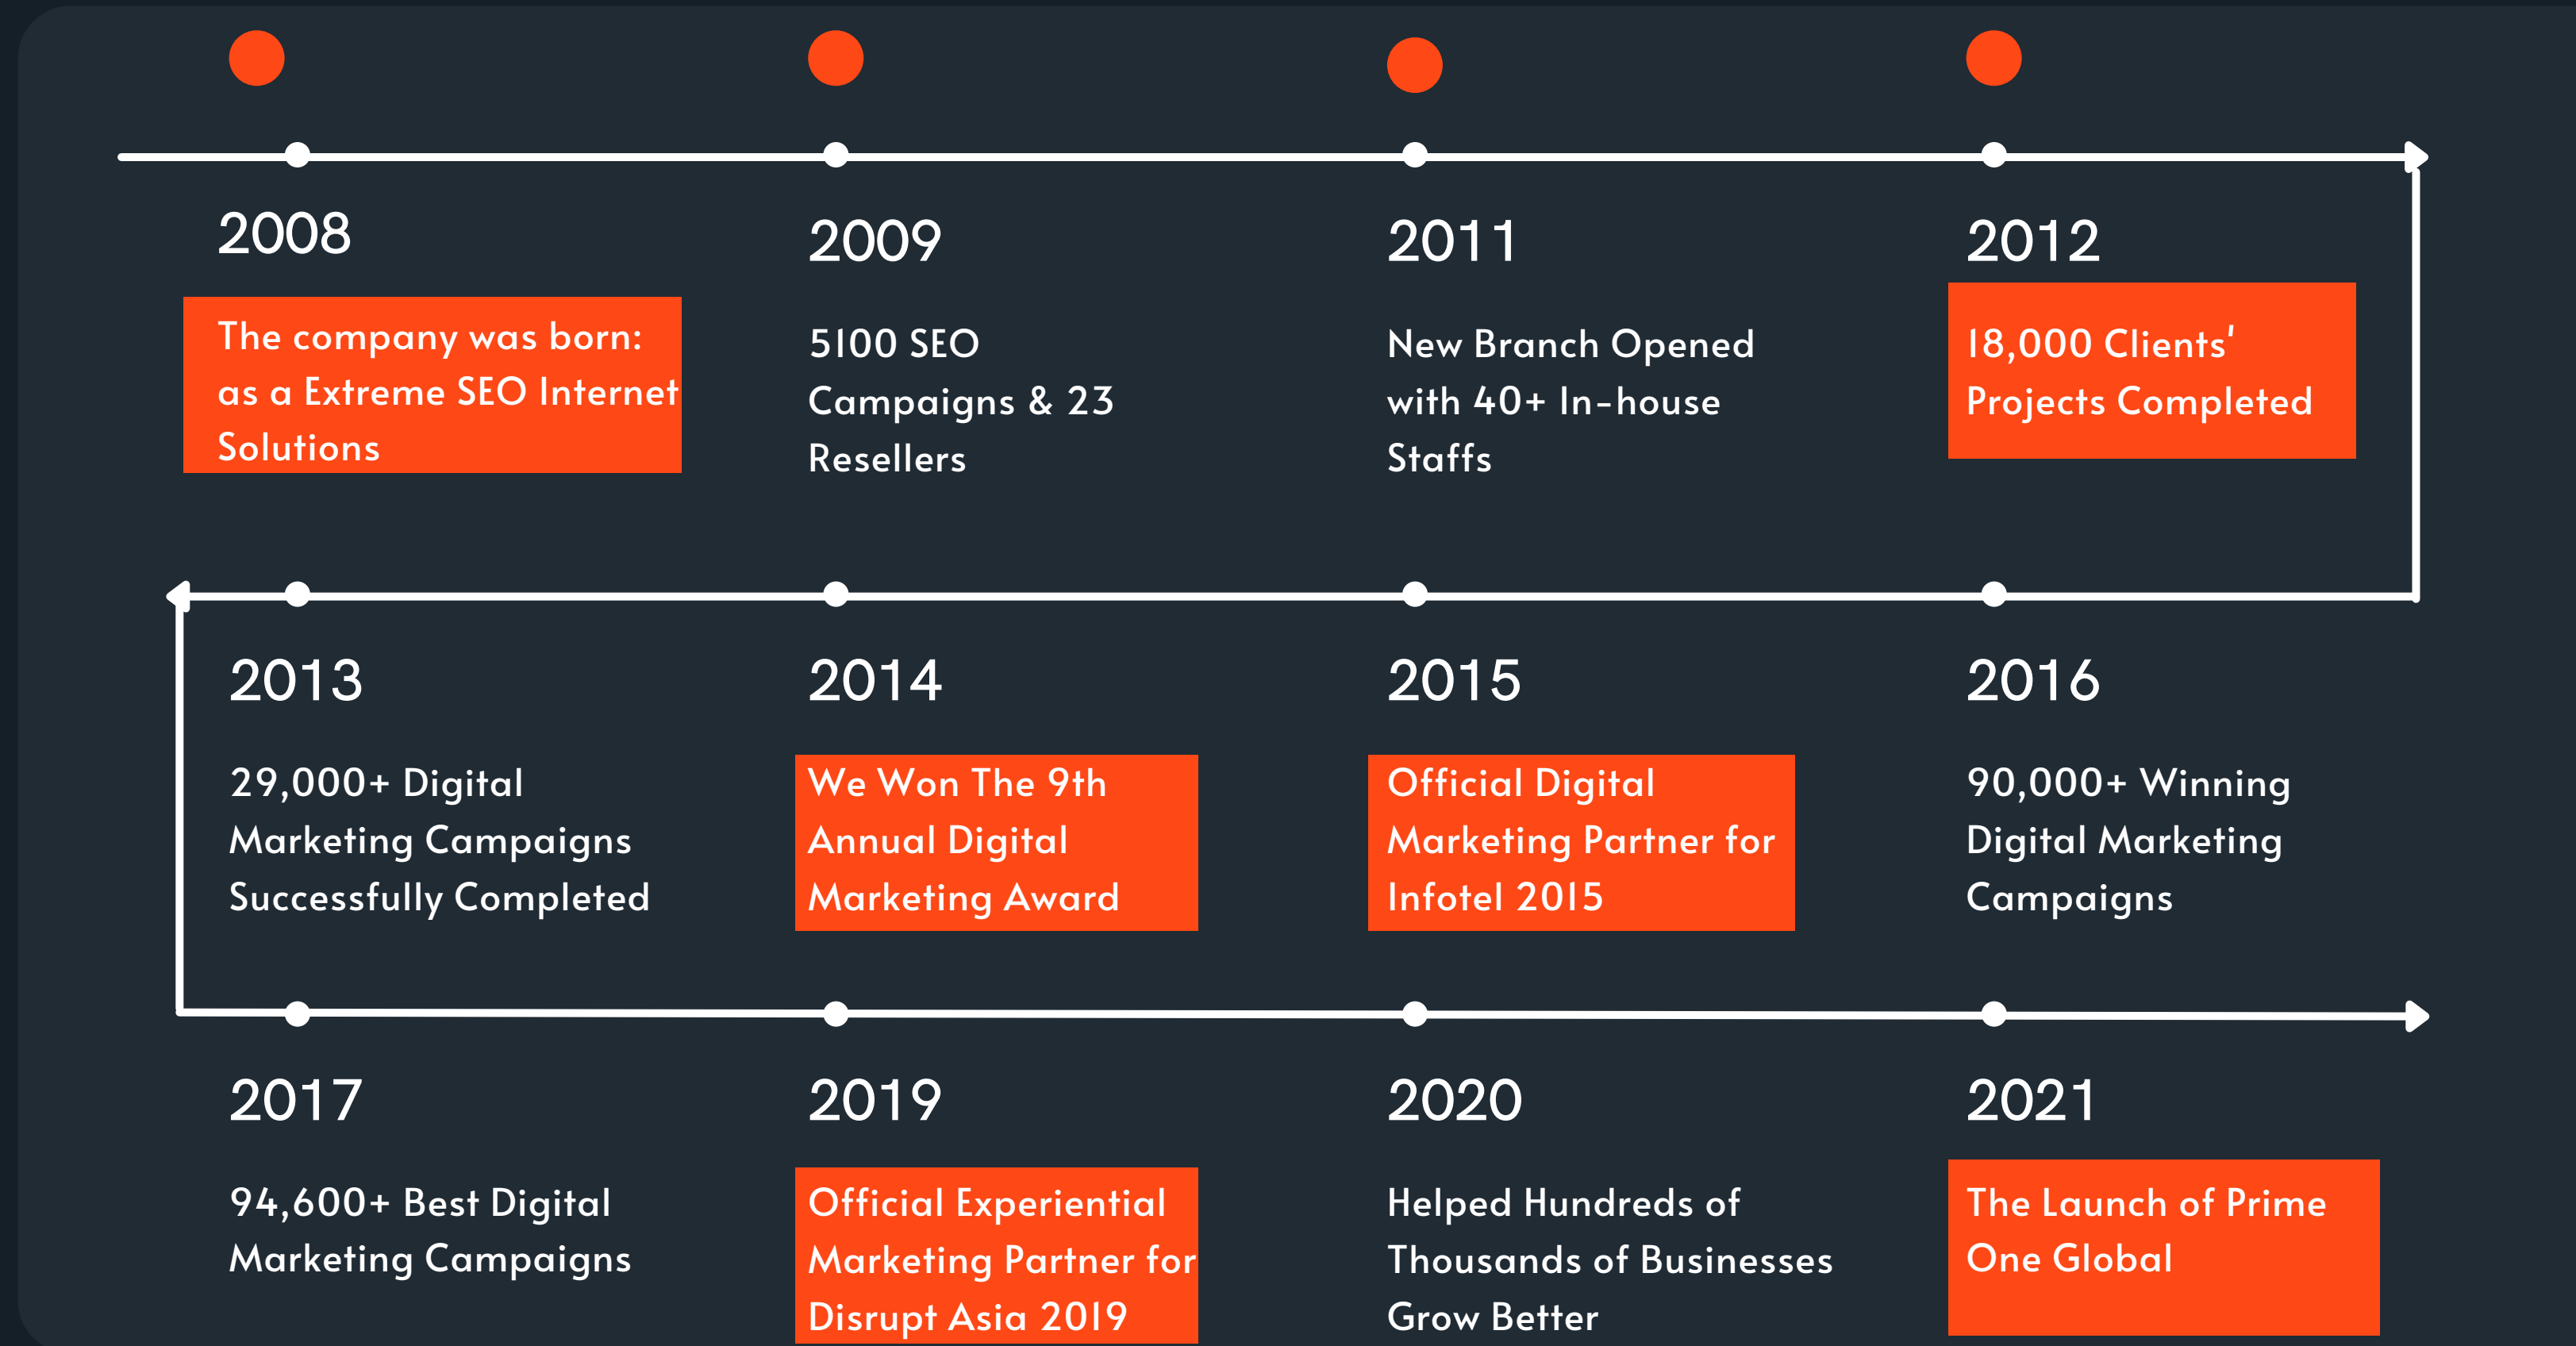 2008
The company was born:
as a Extreme SEO Internet
Solutions
2009
5100 SEO
Campaigns & 23
Resellers
2011
New Branch Opened
with 40+ In-house
Staffs
2012
18,000 Clients'
Projects Completed
2013
29,000+ Digital
Marketing Campaigns
Successfully Completed
2014
We Won The 9th
Annual Digital
Marketing Award
2015
Official Digital
Marketing Partner for
Infotel 2015
2016
90,000+ Winning
Digital Marketing
Campaigns
2017
94,600+ Best Digital
Marketing Campaigns
2019
Official Experiential
Marketing Partner for
Disrupt Asia 2019
2020
Helped Hundreds of
Thousands of Businesses
Grow Better
2021
The Launch of Prime
One Global